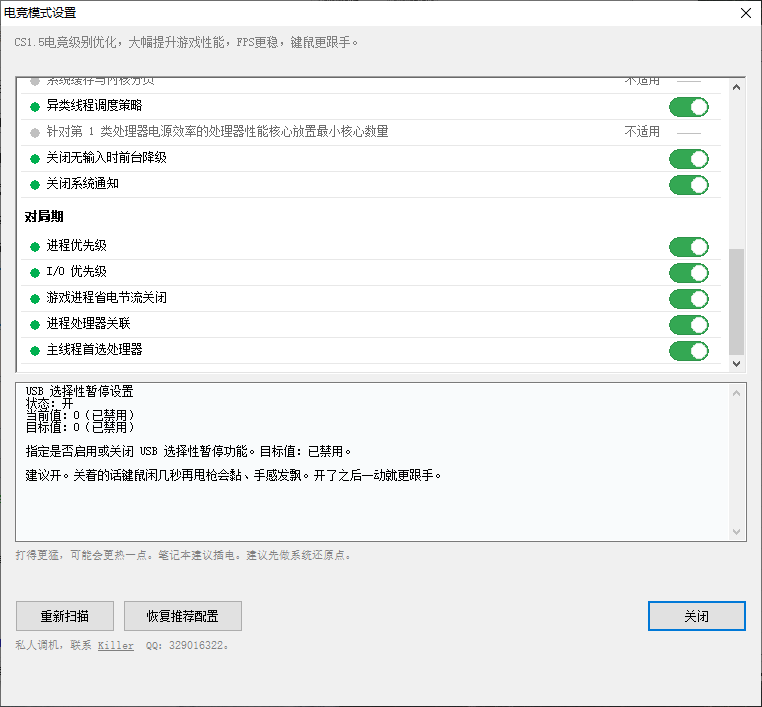 电竞模式设置
CS1.5电竞级别优化，大幅提升游戏性能，FPS更稳，键鼠更跟手。
系统缓存与内核分页 不适用
异类线程调度策略
针对第 1 类处理器电源效率的处理器性能核心放置最小核心数量 不适用
关闭无输入时前台降级
关闭系统通知
对局期
进程优先级
I/O 优先级
游戏进程省电节流关闭
进程处理器关联
主线程首选处理器
USB 选择性暂停设置
状态：开
当前值：0（已禁用）
目标值：0（已禁用）
指定是否启用或关闭 USB 选择性暂停功能。目标值：已禁用。
建议开。关着的话键鼠闲几秒再甩枪会黏、手感发飘。开了之后一动就更跟手。
打得更猛，可能会更热一点。笔记本建议插电。建议先做系统还原点。
重新扫描 恢复推荐配置 关闭
私人调机，联系 Killer QQ：329016322。